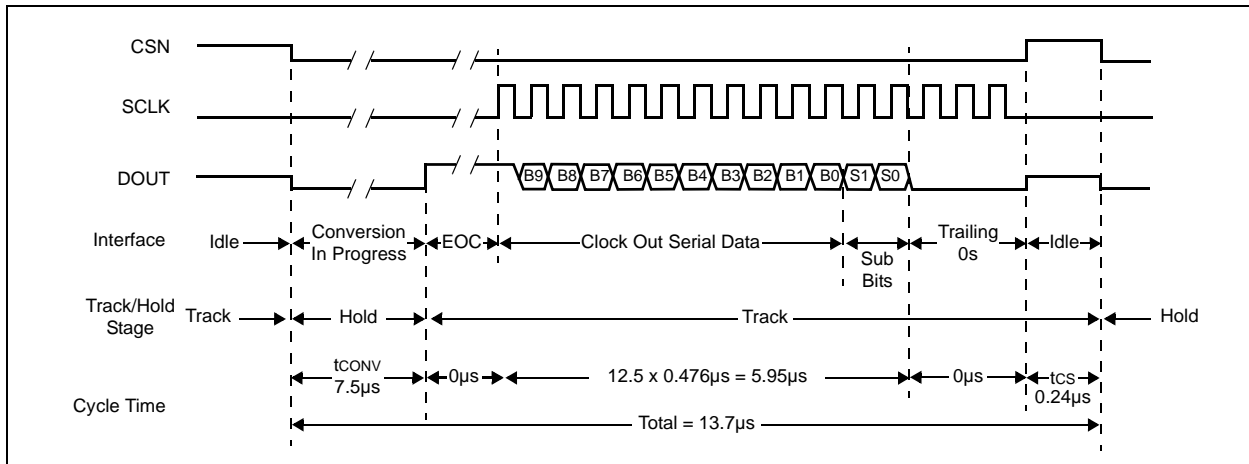 CSN
SCLK
DOUT
B9 B8 B7 B6 B5 B4 B3 B2 B1 B0 S1 S0
Interface
Idle
Conversion
In Progress
EOC
Clock Out Serial Data
Sub
Bits
Trailing
0s
Idle
Track/Hold
Stage
Track
Hold
Track
Hold
Cycle Time
tCONV
7.5µs
0µs
12.5 x 0.476µs = 5.95µs
0µs
tCS
0.24µs
Total = 13.7µs